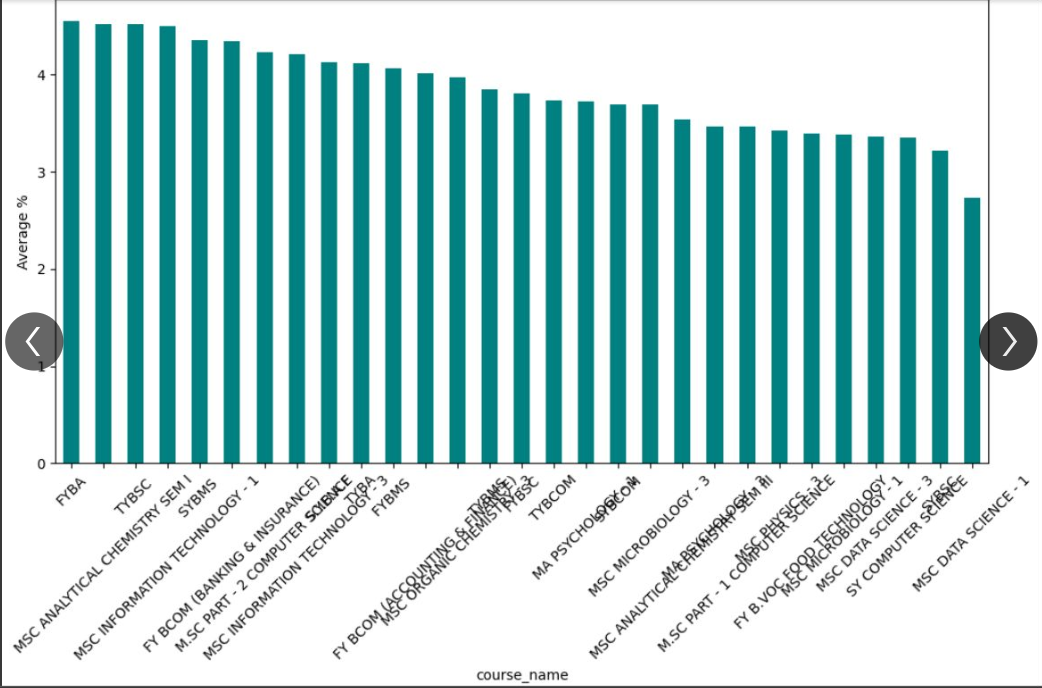 4
3
2
1
0
Average %
FYBA
MSC ANALYTICAL CHEMISTRY SEM I
TYBSC
MSC INFORMATION TECHNOLOGY - 1
SYBMS
FY BCOM (BANKING & INSURANCE)
M.SC PART - 2 COMPUTER SCIENCE
MSC INFORMATION TECHNOLOGY - 3
TYBA
FYBMS
FY BCOM (ACCOUNTING & FINANCE)
MSC ORGANIC CHEMISTRY - 3
TYBMS
FYBSC
TYBCOM
MA PSYCHOLOGY - 1
SYBCOM
MSC MICROBIOLOGY - 3
MSC ANALYTICAL CHEMISTRY SEM III
MA PSYCHOLOGY -
M.SC PART - 1 COMPUTER SCIENCE
MSC PHYSICS - 3
FY B.VOC FOOD TECHNOLOGY
MSC MICROBIOLOGY - 1
MSC DATA SCIENCE - 3
SY COMPUTER SCIENCE
SYBSC
MSC DATA SCIENCE - 1
course_name